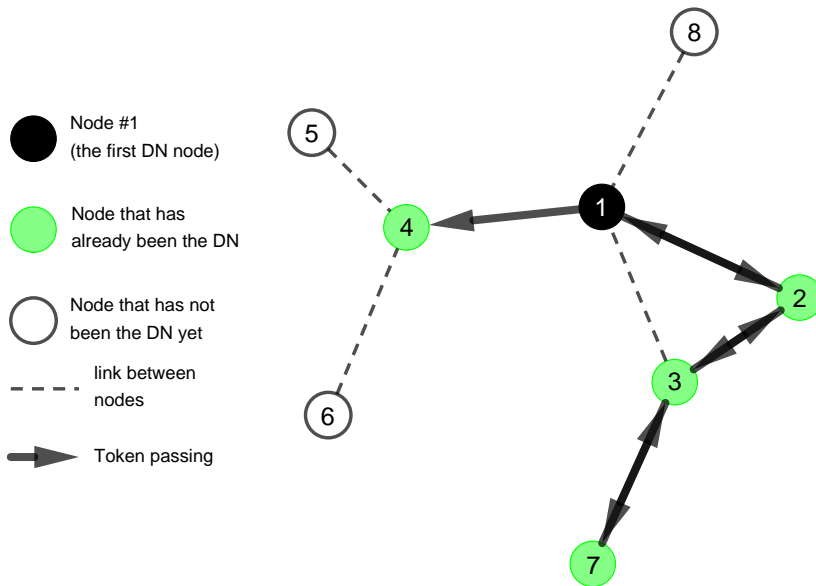 Node #1
(the first DN node)
Node that has
already been the DN
Node that has not
been the DN yet
link between
nodes
Token passing
8
5
1
4
2
3
6
7